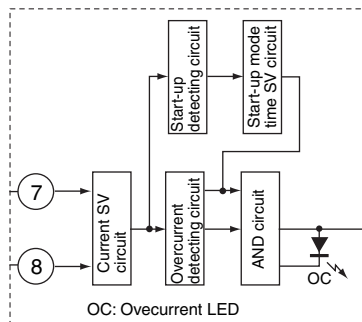 Start-up
detecting circuit
Start-up mode
time SV circuit
7
8
Current SV
circuit
Overcurrent
detecting circuit
AND circuit
OC
OC: Ovecurrent LED